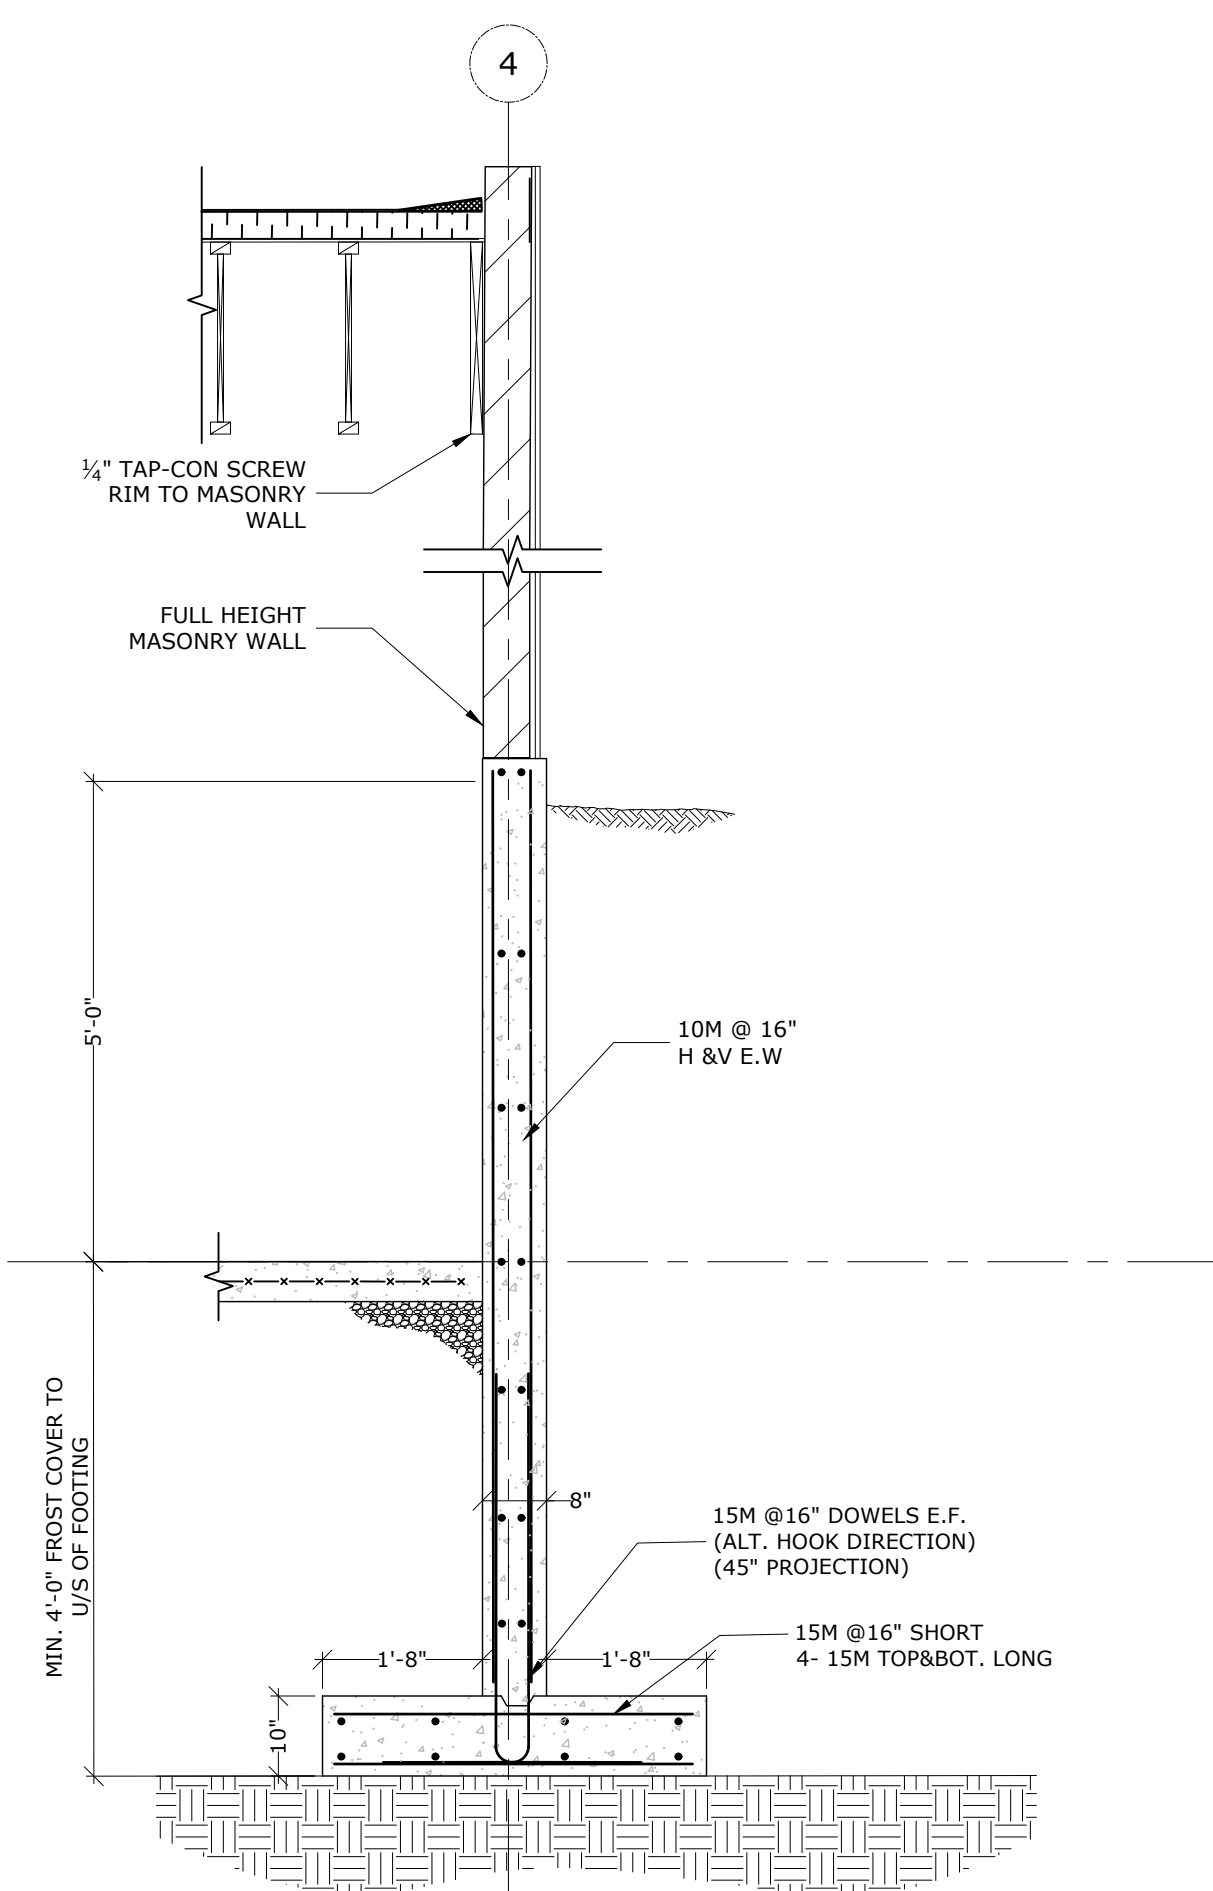 4
¼" TAP-CON SCREW
RIM TO MASONRY
WALL
FULL HEIGHT
MASONRY WALL
5'-0"
10M @ 16"
H &V E.W
MIN. 4'-0" FROST COVER TO
U/S OF FOOTING
8"
15M @16" DOWELS E.F.
(ALT. HOOK DIRECTION)
(45" PROJECTION)
15M @16" SHORT
4- 15M TOP&BOT. LONG
1'-8"
1'-8"
10"